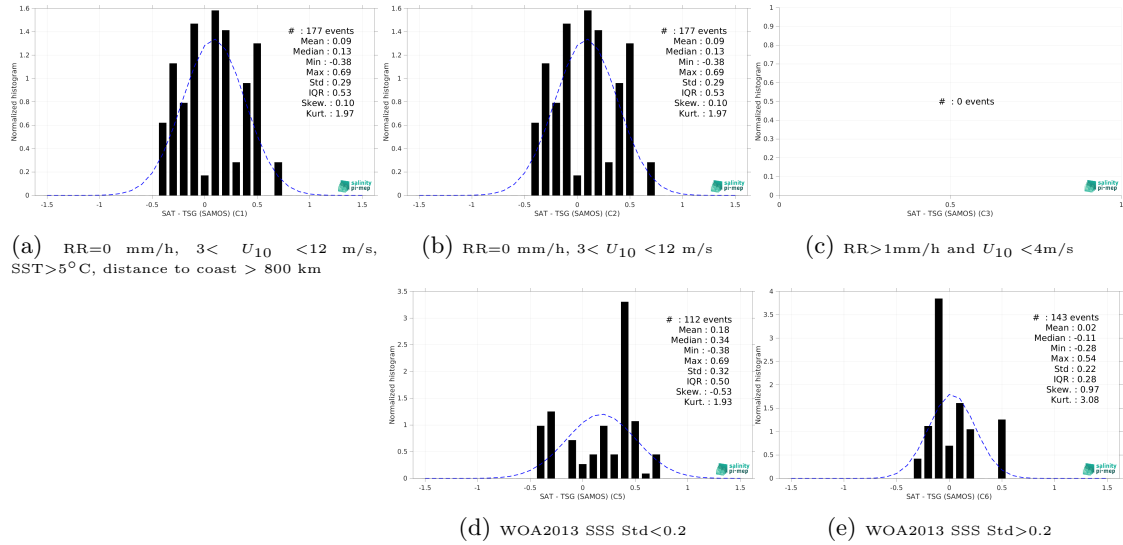 1.6
1.4
1.2
1
0.8
0.6
0.4
0.2
0
Normalized histogram
# : 177 events
Mean : 0.09
Median : 0.13
Min : -0.38
Max : 0.69
Std : 0.29
IQR : 0.53
Skew. : 0.10
Kurt. : 1.97
salinity
pi-mep
-1.5 -1 -0.5 0 0.5 1 1.5
SAT - TSG (SAMOS) (C1)
(a) RR=0 mm/h, 3< U10 <12 m/s,
SST>5°C, distance to coast > 800 km
1.6
1.4
1.2
1
0.8
0.6
0.4
0.2
0
Normalized histogram
# : 177 events
Mean : 0.09
Median : 0.13
Min : -0.38
Max : 0.69
Std : 0.29
IQR : 0.53
Skew. : 0.10
Kurt. : 1.97
salinity
pi-mep
-1.5 -1 -0.5 0 0.5 1 1.5
SAT - TSG (SAMOS) (C2)
(b) RR=0 mm/h, 3< U10 <12 m/s
1
0.9
0.8
0.7
0.6
0.5
0.4
0.3
0.2
0.1
0
Normalized histogram
# : 0 events
salinity
pi-mep
0 0.5 1
SAT - TSG (SAMOS) (C3)
(c) RR>1mm/h and U10 <4m/s
3.5
3
2.5
2
1.5
1
0.5
0
Normalized histogram
# : 112 events
Mean : 0.18
Median : 0.34
Min : -0.38
Max : 0.69
Std : 0.32
IQR : 0.50
Skew. : -0.53
Kurt. : 1.93
salinity
pi-mep
-1.5 -1 -0.5 0 0.5 1 1.5
SAT - TSG (SAMOS) (C5)
(d) WOA2013 SSS Std<0.2
4
3.5
3
2.5
2
1.5
1
0.5
0
Normalized histogram
# : 143 events
Mean : 0.02
Median : -0.11
Min : -0.28
Max : 0.54
Std : 0.22
IQR : 0.28
Skew. : 0.97
Kurt. : 3.08
salinity
pi-mep
-1.5 -1 -0.5 0 0.5 1 1.5
SAT - TSG (SAMOS) (C6)
(e) WOA2013 SSS Std>0.2